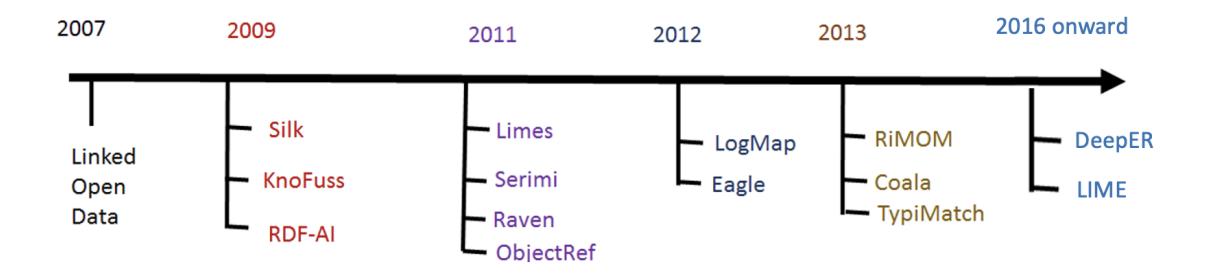 2007
2009
2011
2012
2013
2016 onward
Linked
Open
Data
Silk
KnoFuss
RDF-AI
Limes
Serimi
Raven
ObjectRef
LogMap
Eagle
RiMOM
Coala
TypiMatch
DeepER
LIME